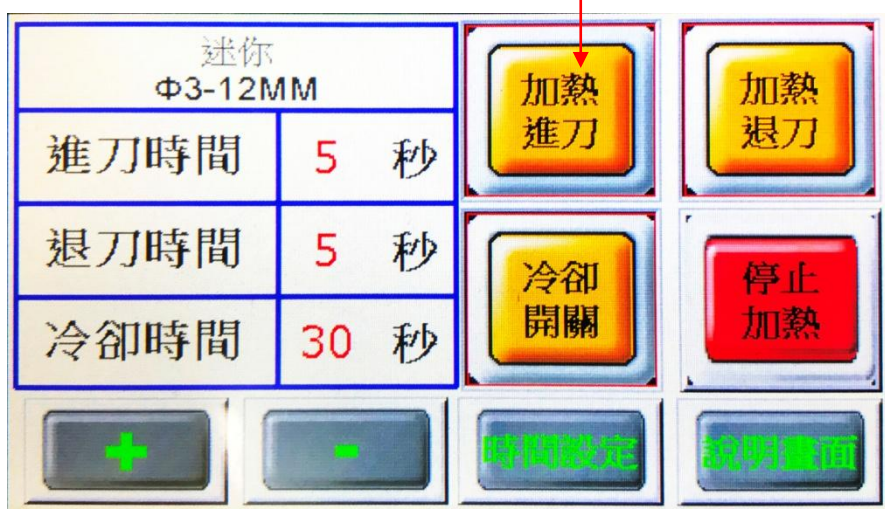 迷你
Φ3-12MM
進刀時間 5 秒
退刀時間 5 秒
冷卻時間 30 秒
加熱
進刀
加熱
退刀
冷卻
開關
停止
加熱
+ - 時間設定 說明畫面